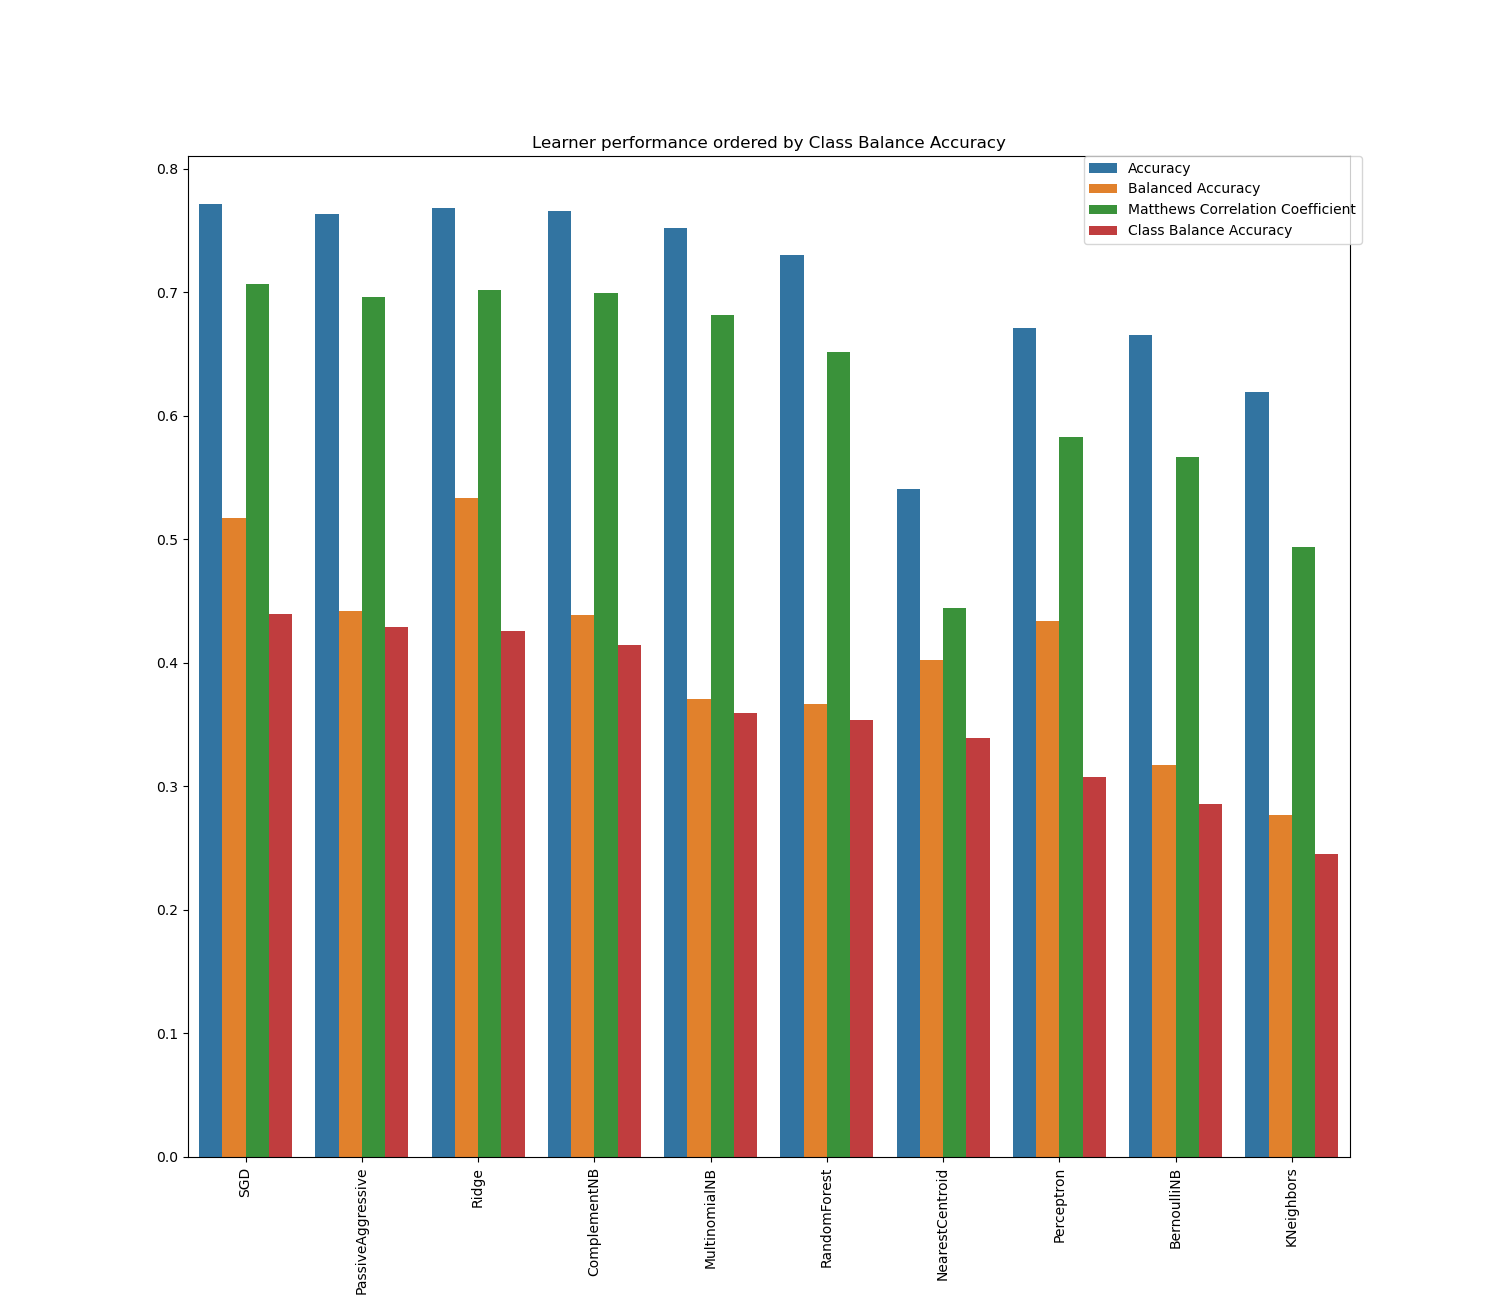 Learner performance ordered by Class Balance Accuracy
Accuracy
Balanced Accuracy
Matthews Correlation Coefficient
Class Balance Accuracy
0.8
0.7
0.6
0.5
0.4
0.3
0.2
0.1
0.0
SGD
PassiveAggressive
Ridge
ComplementNB
MultinomialNB
RandomForest
NearestCentroid
Perceptron
BernoulliNB
KNeighbors